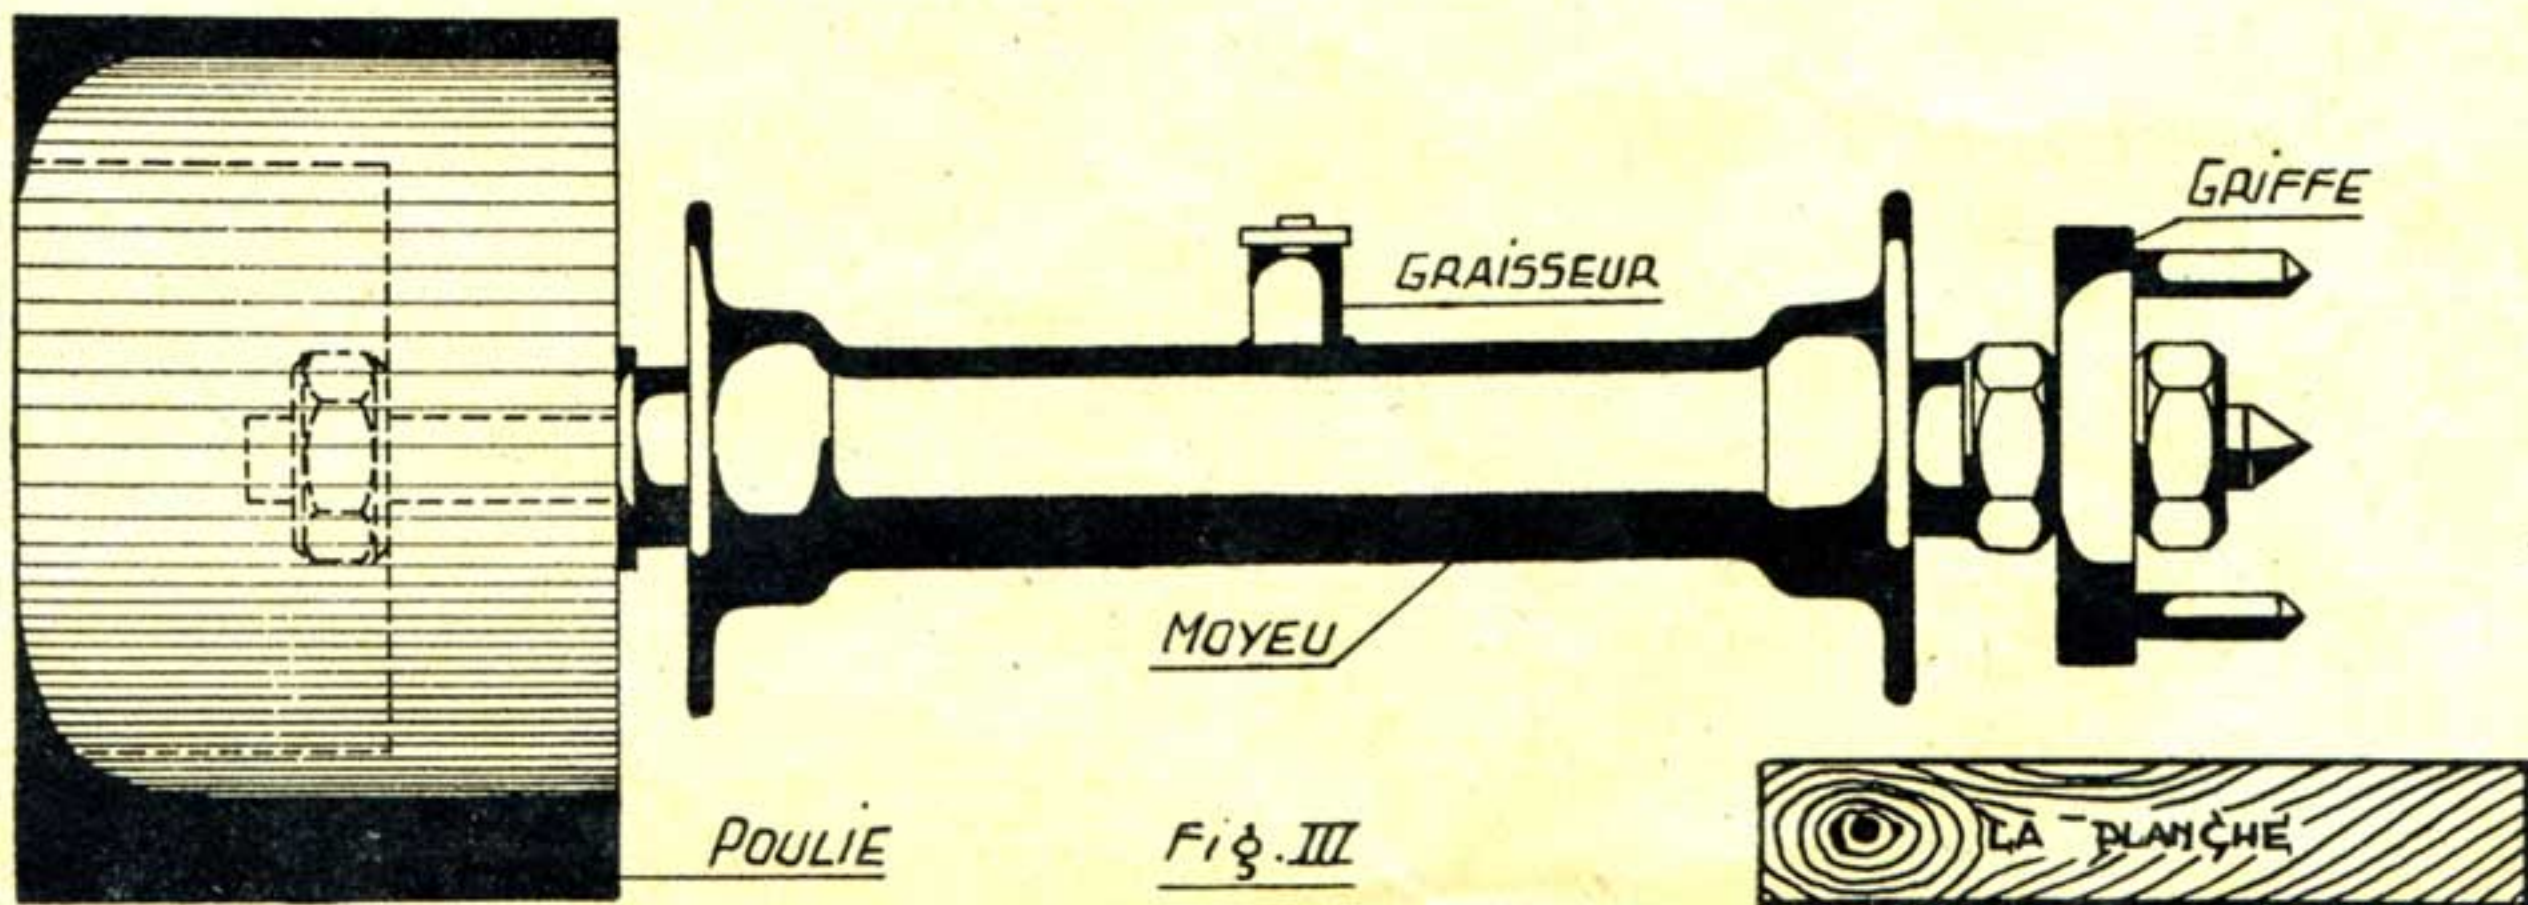 GRIFFE
GRAISSEUR
MOYEU
POULIE
Fig. III
LA PLANCHE